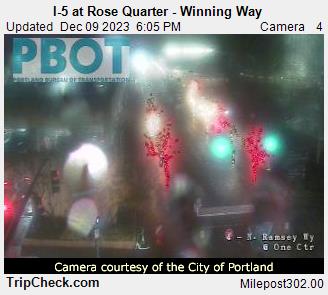 I-5 at Rose Quarter - Winning Way
Updated Dec 09 2023 6:05 PM Camera 4
PBOT
PORTLAND BUREAU OF TRANSPORTATION
- N. Ramsey Wy
@ One Ctr
Camera courtesy of the City of Portland
TripCheck.com Milepost302.00